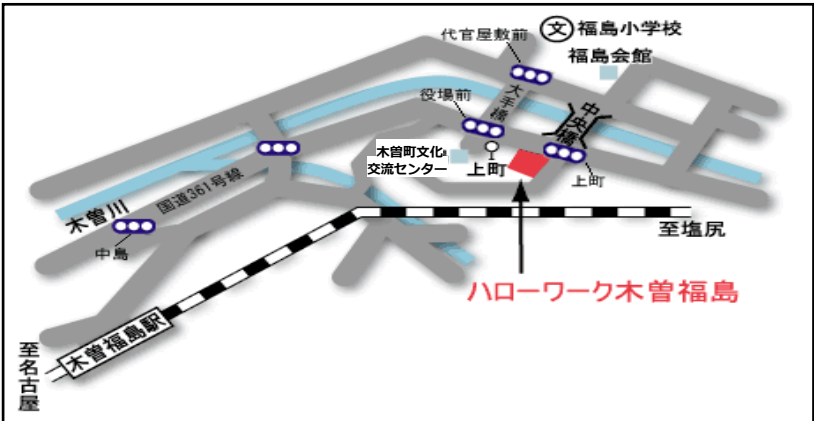 代官屋敷前
文 福島小学校
福島会館
役場前
大手橋
中央橋
木曽町文化
交流センター
上町
上町
木曽川
国道361号線
中島
至塩尻
ハローワーク木曽福島
木曽福島駅
至名古屋